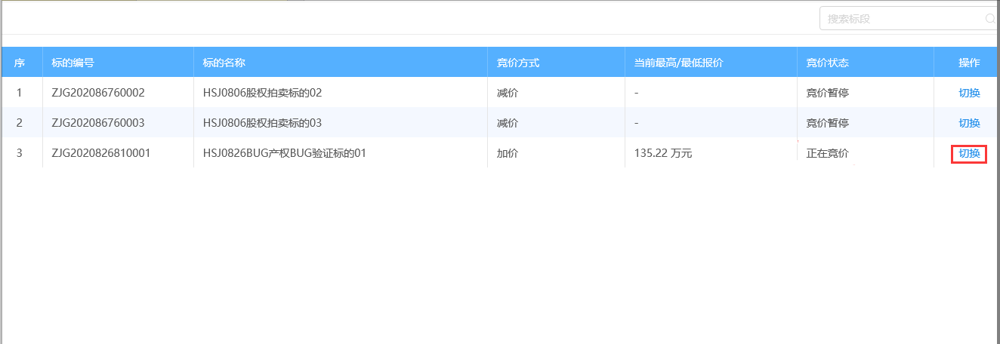 搜索标段
序 标的编号 标的名称 竞价方式 当前最高/最低报价 竞价状态 操作
1 ZJG202086760002 HSJ0806股权拍卖标的02 减价 - 竞价暂停 切换
2 ZJG202086760003 HSJ0806股权拍卖标的03 减价 - 竞价暂停 切换
3 ZJG2020826810001 HSJ0826BUG产权BUG验证标的01 加价 135.22 万元 正在竞价 切换